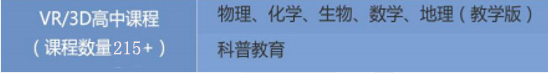 VR/3D高中课程
（课程数量215+）
物理、化学、生物、数学、地理（教学版）
科普教育